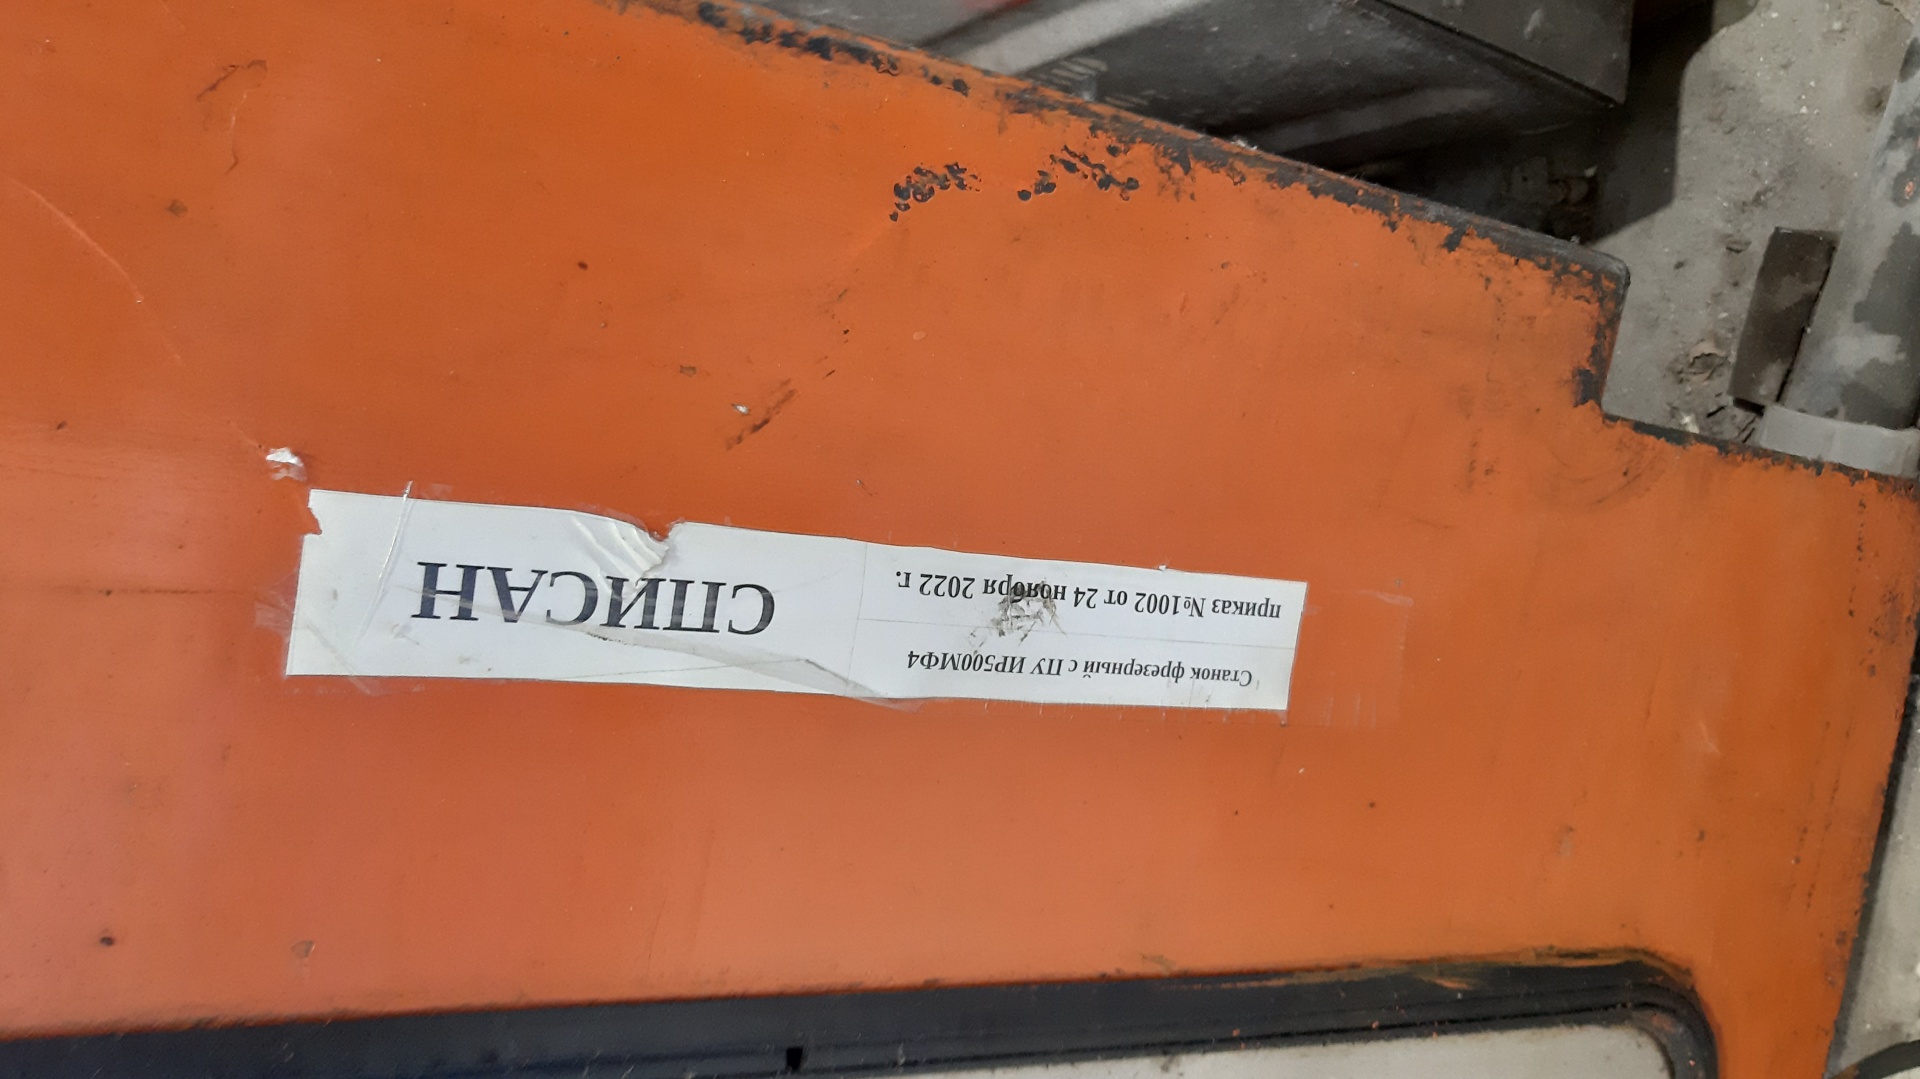 Станок фрезерный с ПУ ИР500МФ4
приказ №1002 от 24 ноября 2022 г.
СПИСАН